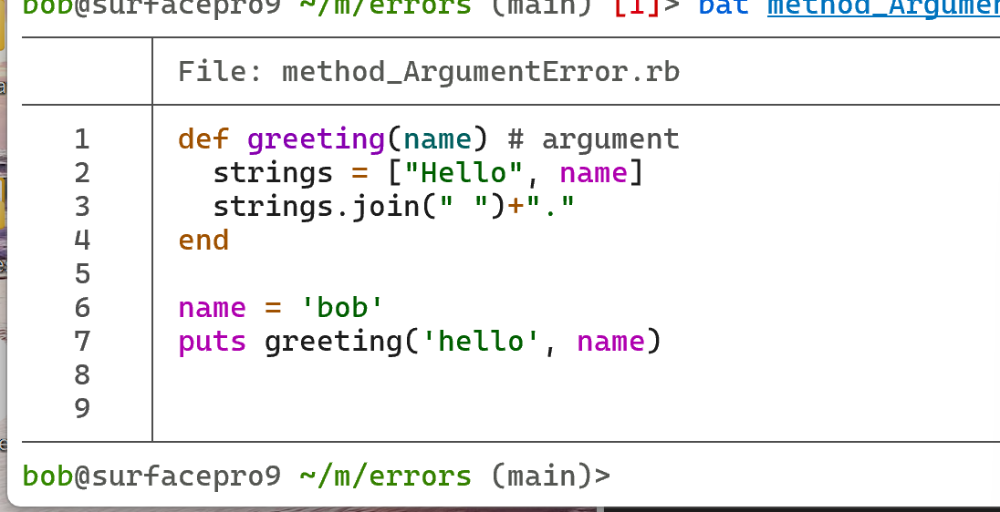 bob@surfacepro9 ~/m/errors (main) [1]> bat
File: method_ArgumentError.rb
1 def greeting(name) # argument
2   strings = ["Hello", name]
3   strings.join(" ")+"."
4 end
5
6 name = 'bob'
7 puts greeting('hello', name)
8
9
bob@surfacepro9 ~/m/errors (main)>